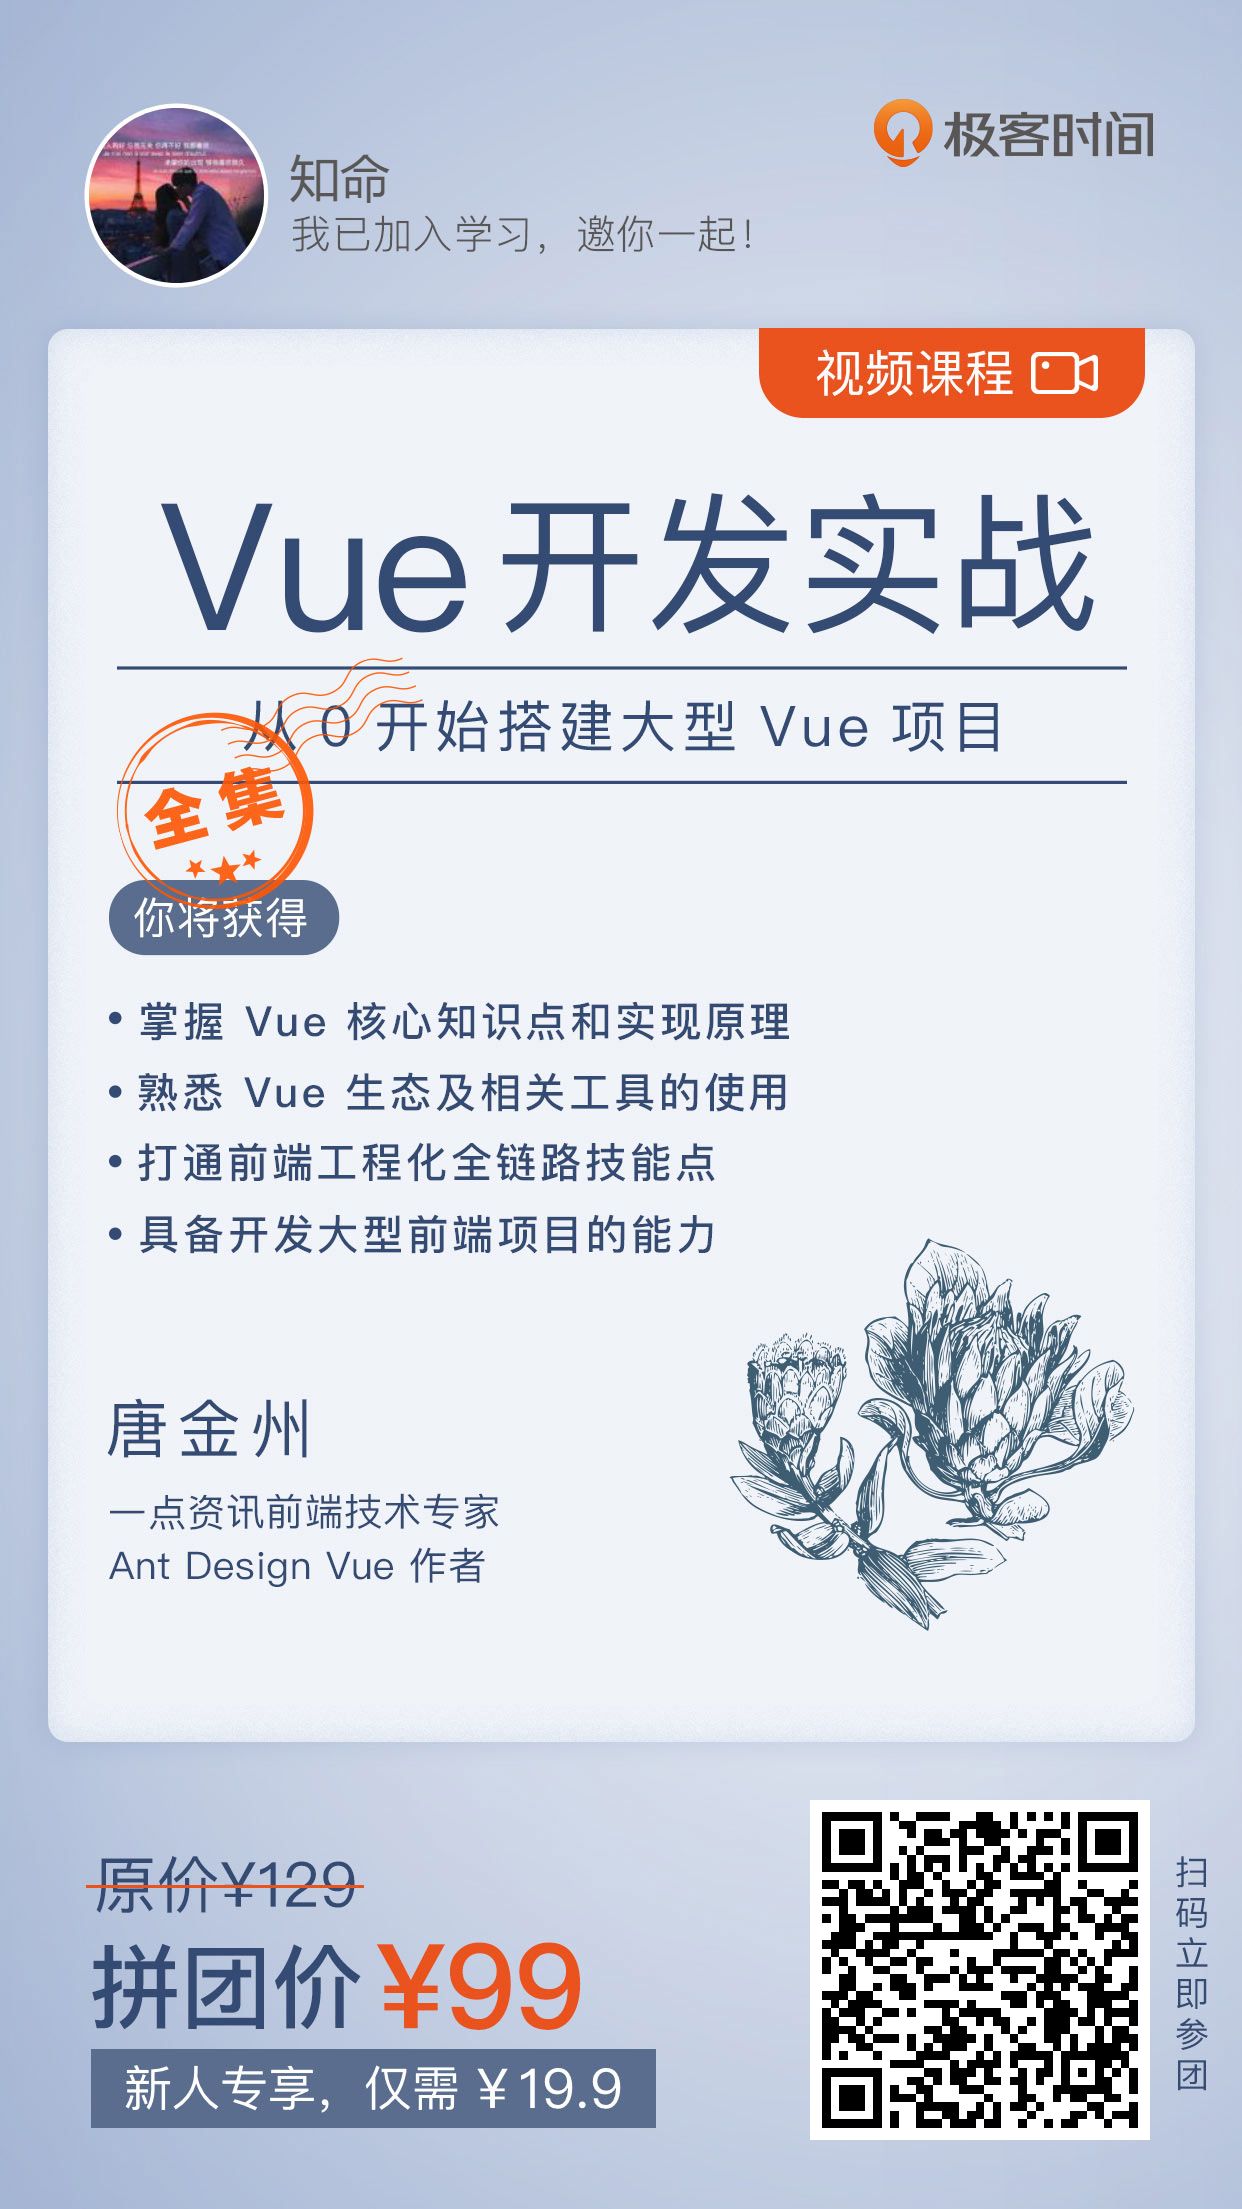 极客时间
知命
我已加入学习，邀你一起！
视频课程
Vue 开发实战
从 0 开始搭建大型 Vue 项目
全集
你将获得
• 掌握 Vue 核心知识点和实现原理
• 熟悉 Vue 生态及相关工具的使用
• 打通前端工程化全链路技能点
• 具备开发大型前端项目的能力
唐金州
一点资讯前端技术专家
Ant Design Vue 作者
原价¥129
拼团价 ¥99
新人专享，仅需 ¥19.9
扫码立即参团